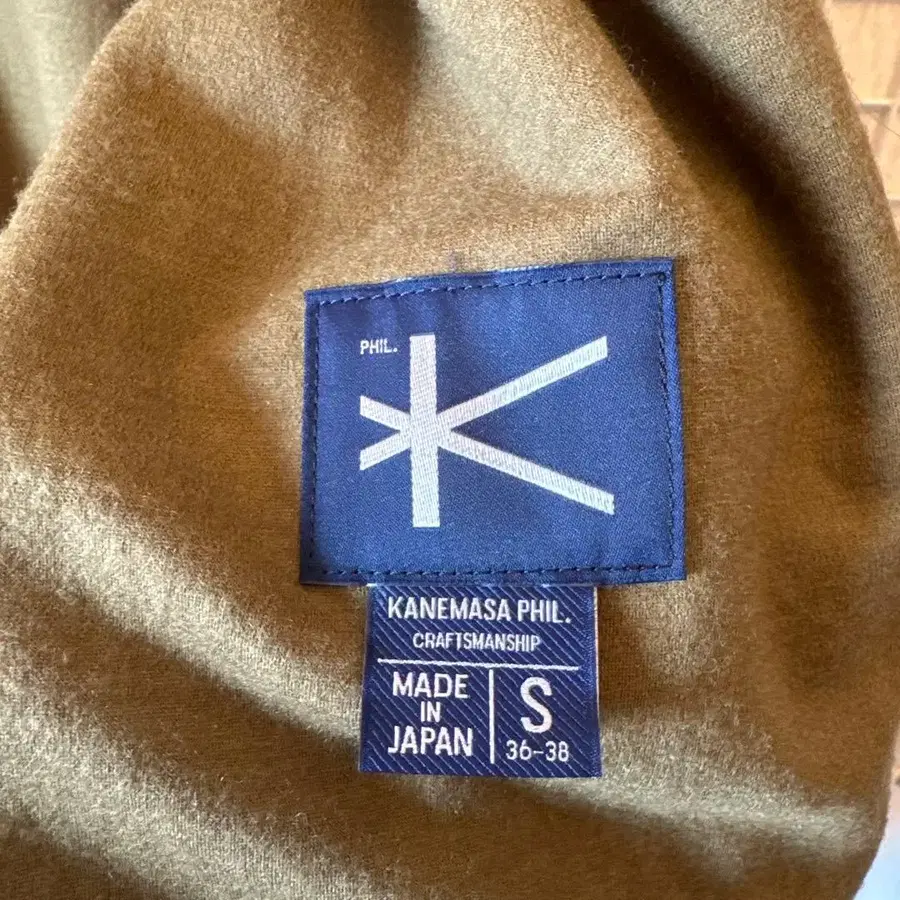 PHIL.
KANEMASA PHIL.
CRAFTSMANSHIP
MADE
IN
JAPAN
S
36-38